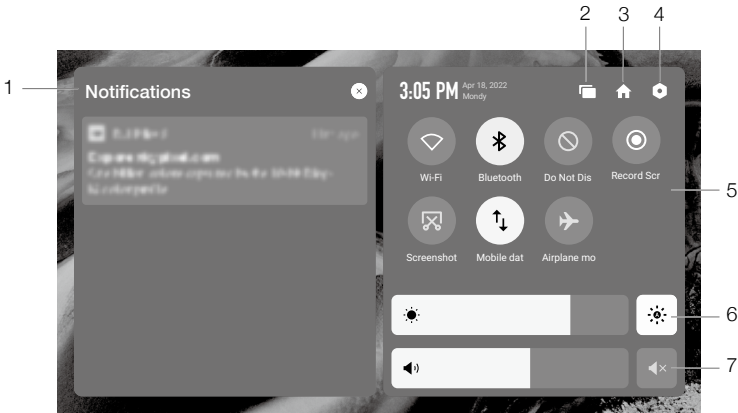 2 3 4
1
Notifications
3:05 PM Apr 18, 2022
Mondy
Wi-Fi Bluetooth Do Not Dis Record Scr
5
Screenshot Mobile dat Airplane mo
6
7